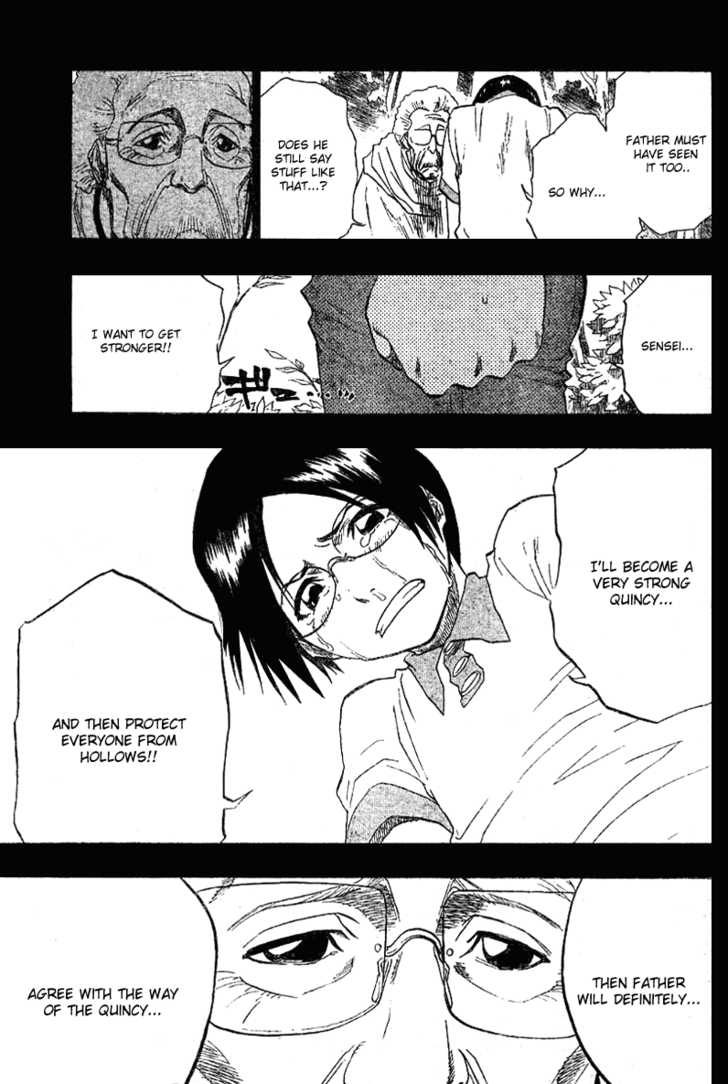 FATHER MUST
HAVE SEEN
IT TOO..
SO WHY...
DOES HE
STILL SAY
STUFF LIKE
THAT...?
SENSEI...
I WANT TO GET
STRONGER!!
ギュ......
I'LL BECOME A
VERY STRONG
QUINCY...
AND THEN PROTECT
EVERYONE FROM
HOLLOWS!!
THEN FATHER
WILL DEFINITELY...
AGREE WITH THE WAY
OF THE QUINCY...